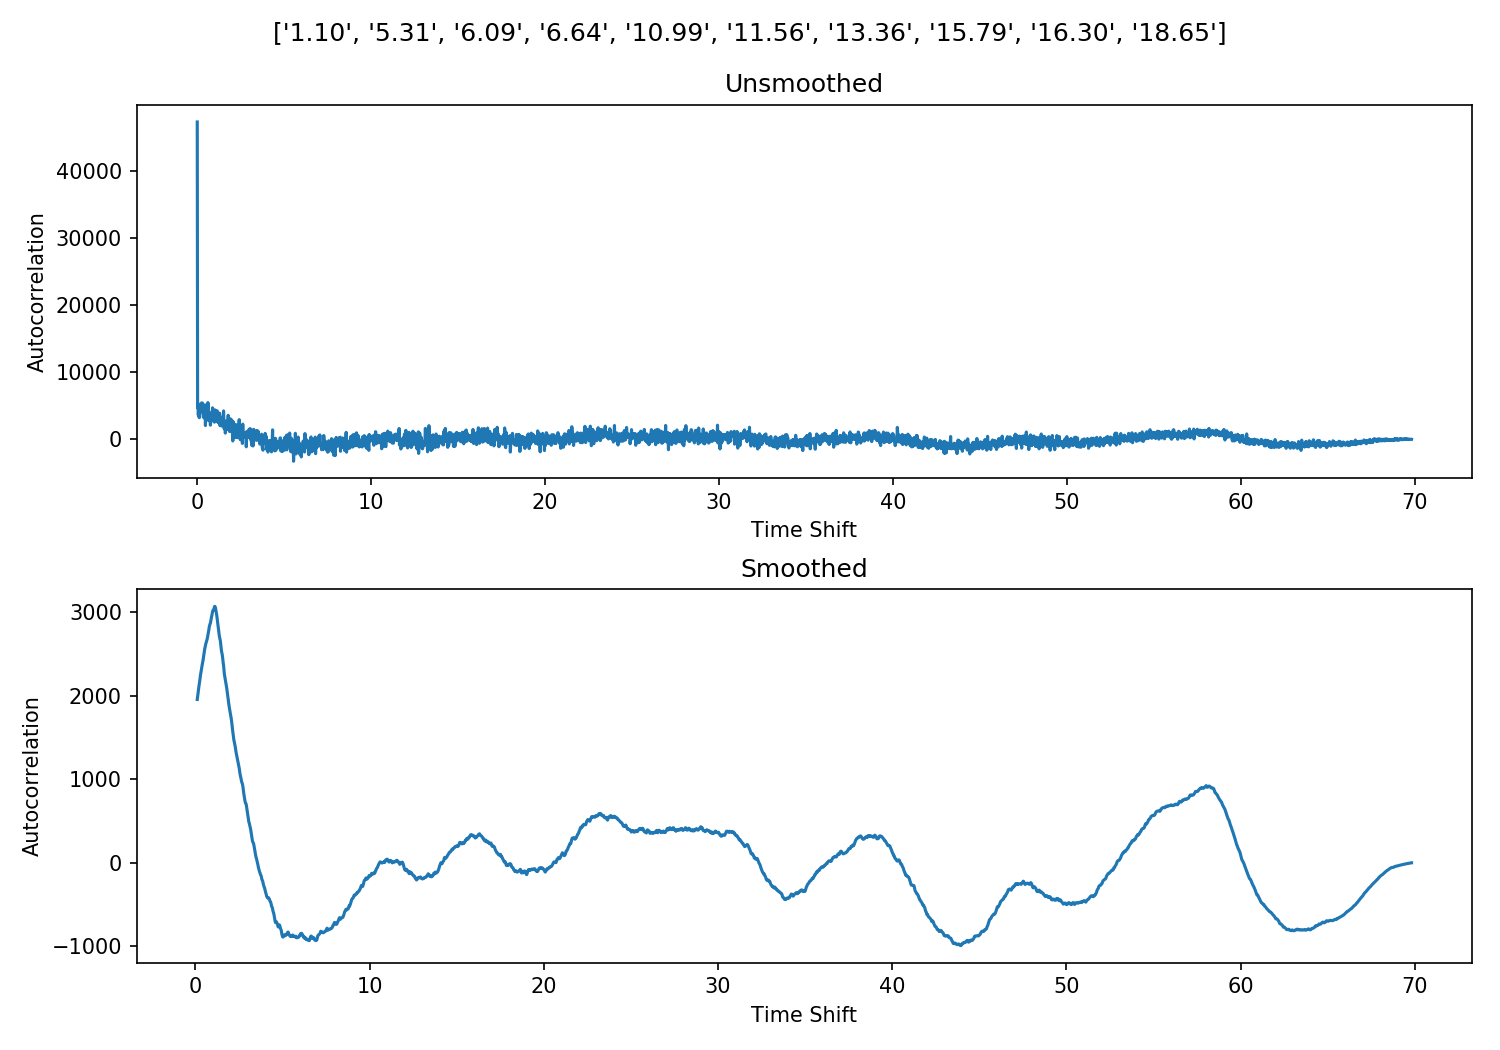 ['1.10', '5.31', '6.09', '6.64', '10.99', '11.56', '13.36', '15.79', '16.30', '18.65']
Unsmoothed
Autocorrelation
40000
30000
20000
10000
0
0 10 20 30 40 50 60 70
Time Shift
Smoothed
Autocorrelation
3000
2000
1000
0
−1000
0 10 20 30 40 50 60 70
Time Shift